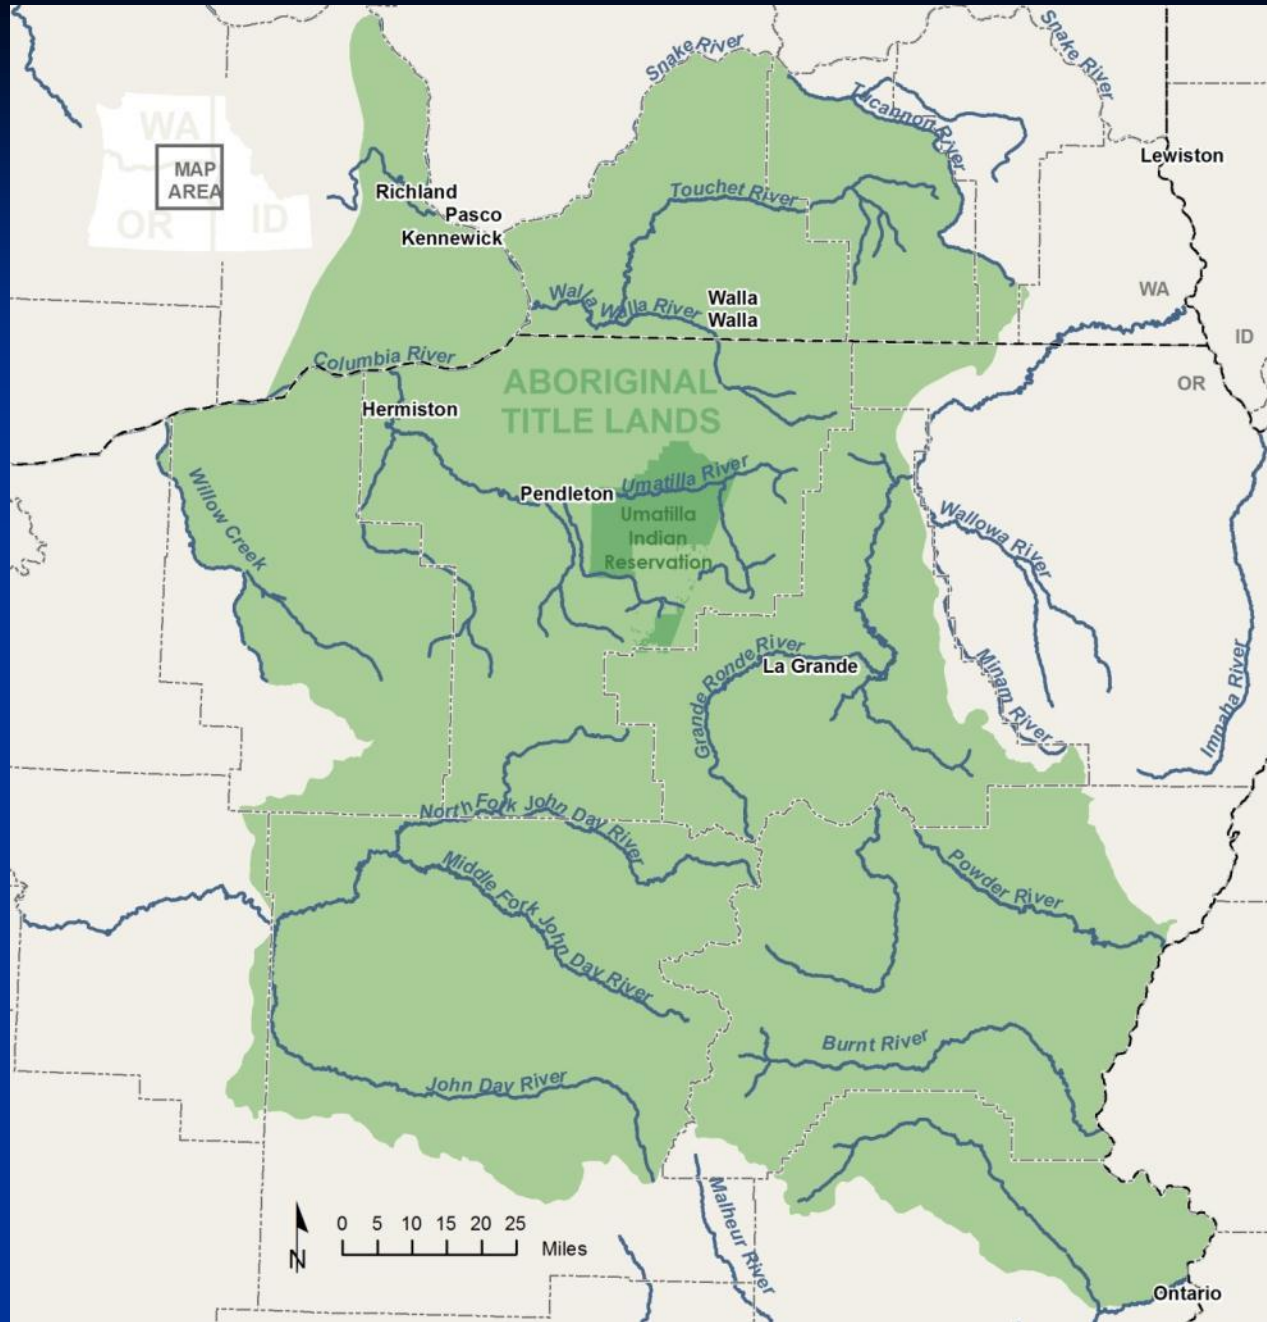 Snake River
Snake River
Tucannon River
Lewiston
WA
MAP
AREA
OR
ID
Richland
Pasco
Kennewick
Touchet River
Walla Walla River
Walla
Walla
WA
ID
OR
Columbia River
ABORIGINAL
TITLE LANDS
Hermiston
Pendleton
Umatilla River
Umatilla
Indian
Reservation
Willow Creek
Wallowa River
Grande Ronde River
La Grande
Minam River
Imnaha River
North Fork John Day River
Middle Fork John Day River
Powder River
Burnt River
John Day River
Malheur River
N
0 5 10 15 20 25
Miles
Ontario